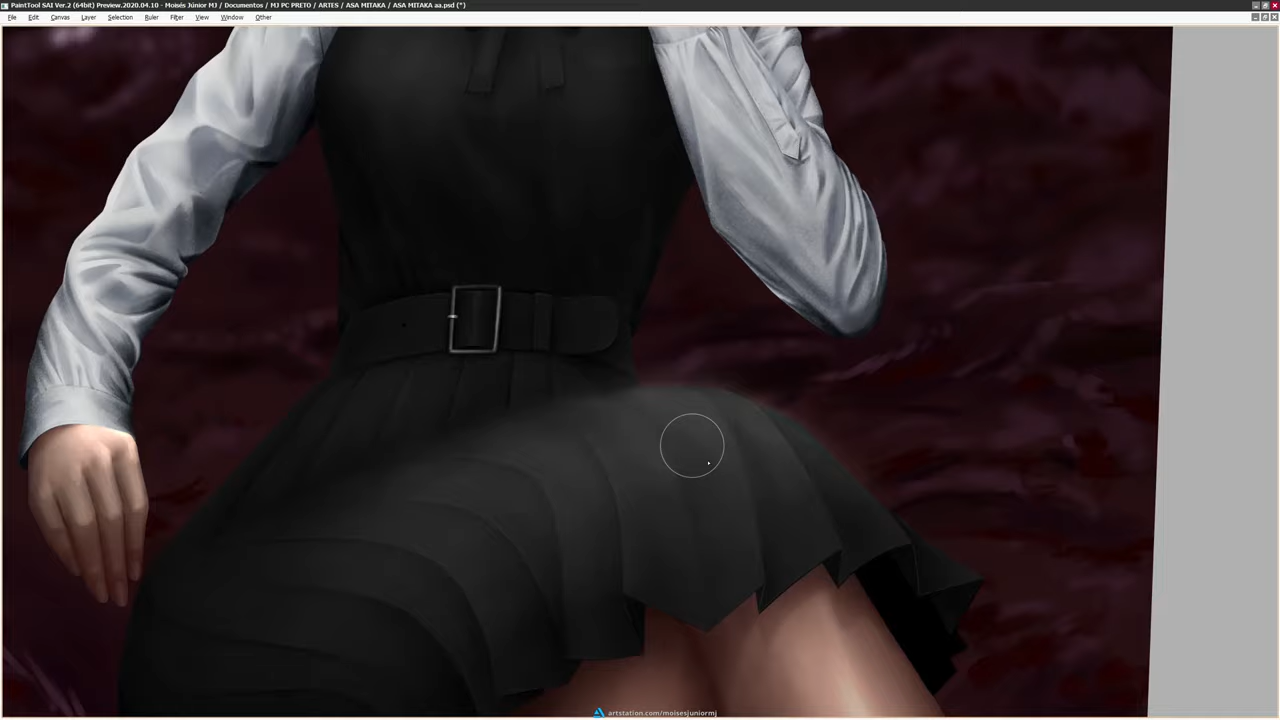 PaintTool SAI Ver.2 (64bit) Preview.2020.04.10 - Moisés Júnior MJ / Documentos / MJ PC PRETO / ARTES / ASA MITAKA / ASA MITAKA aa.psd (*)
File Edit Canvas Layer Selection Ruler Filter View Window Other
artstation.com/moisesjuniormj